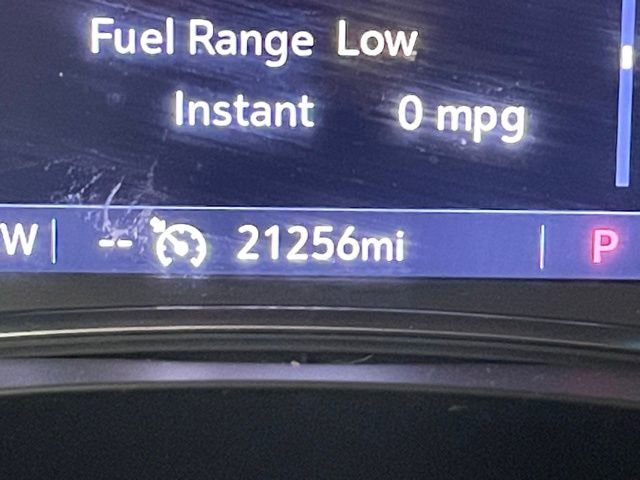 Fuel Range Low
Instant 0 mpg
W -- 21256mi P